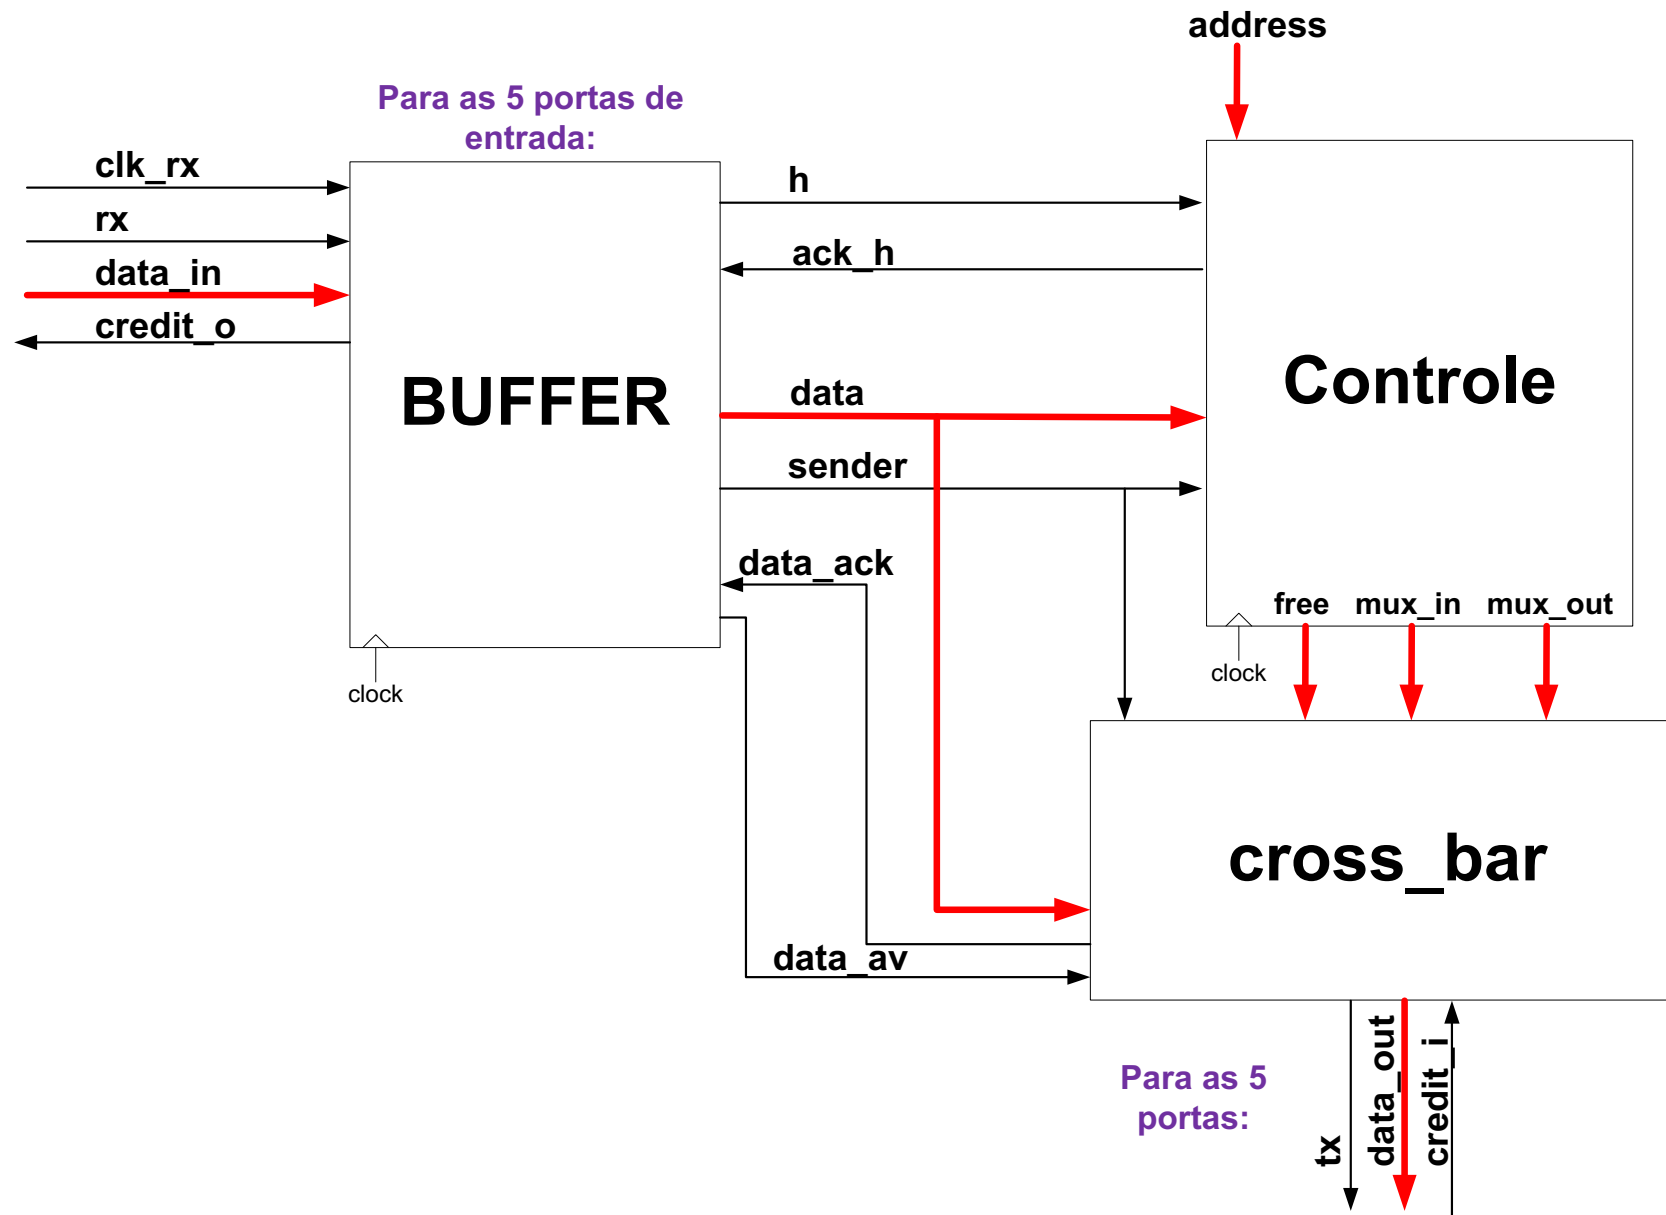 address
Para as 5 portas de
entrada:
clk_rx
rx
data_in
credit_o
h
ack_h
BUFFER
Controle
data
sender
data_ack
free mux_in mux_out
clock
clock
cross_bar
data_av
Para as 5
portas:
tx
data_out
credit_i